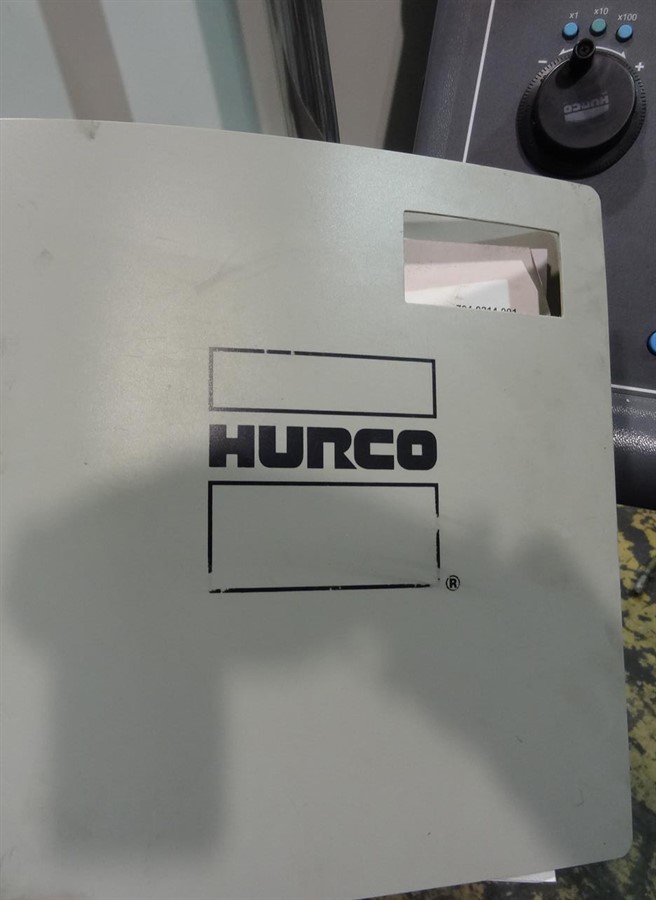 x1 x10 x100
- +
HURCO
HURCO
®